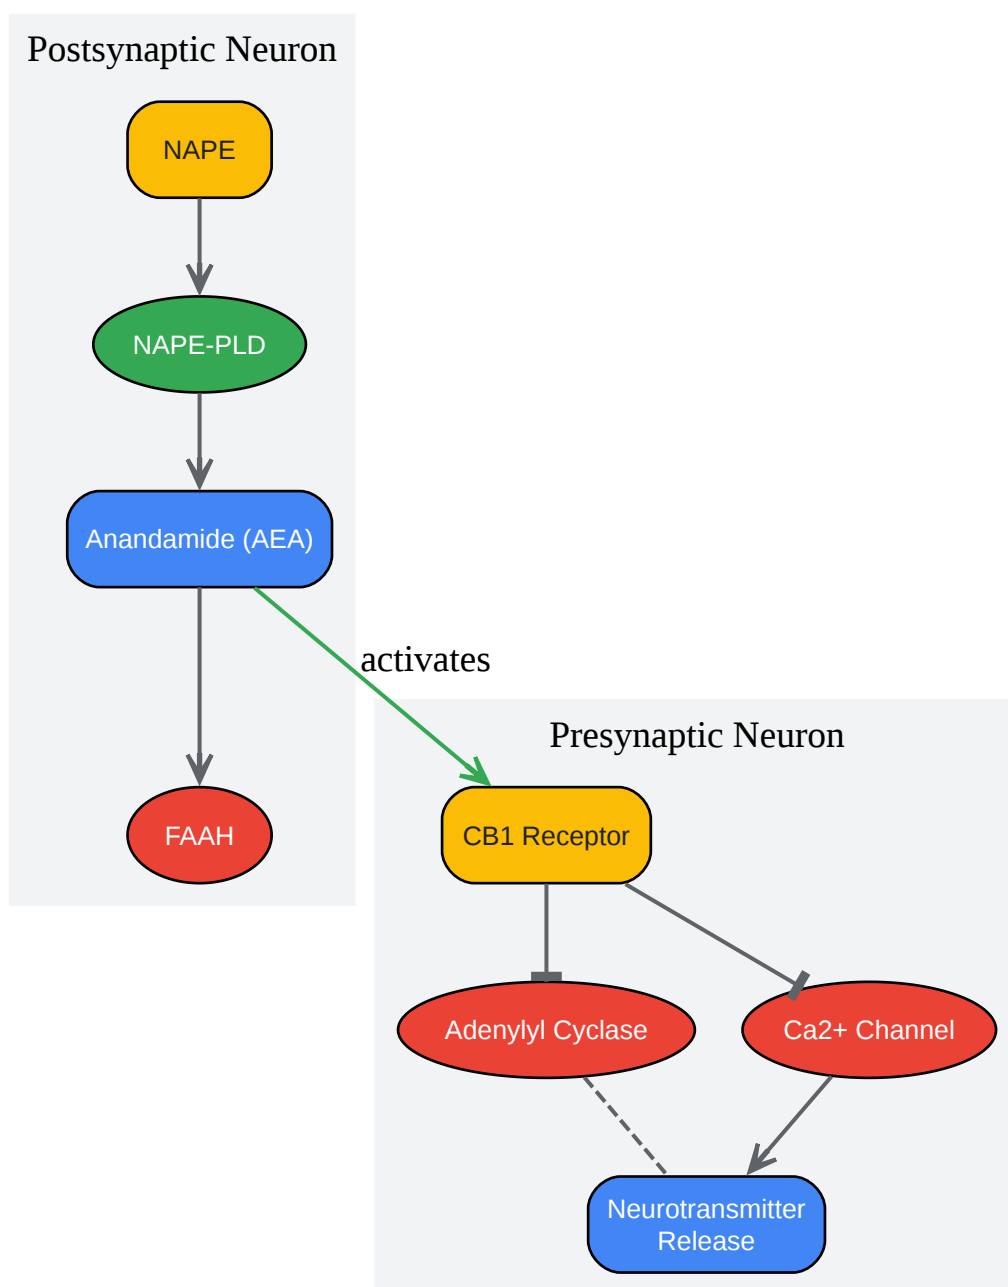 Postsynaptic Neuron
NAPE
NAPE-PLD
Anandamide (AEA)
activates
FAAH
Presynaptic Neuron
CB1 Receptor
Adenylyl Cyclase
Ca2+ Channel
Neurotransmitter
Release